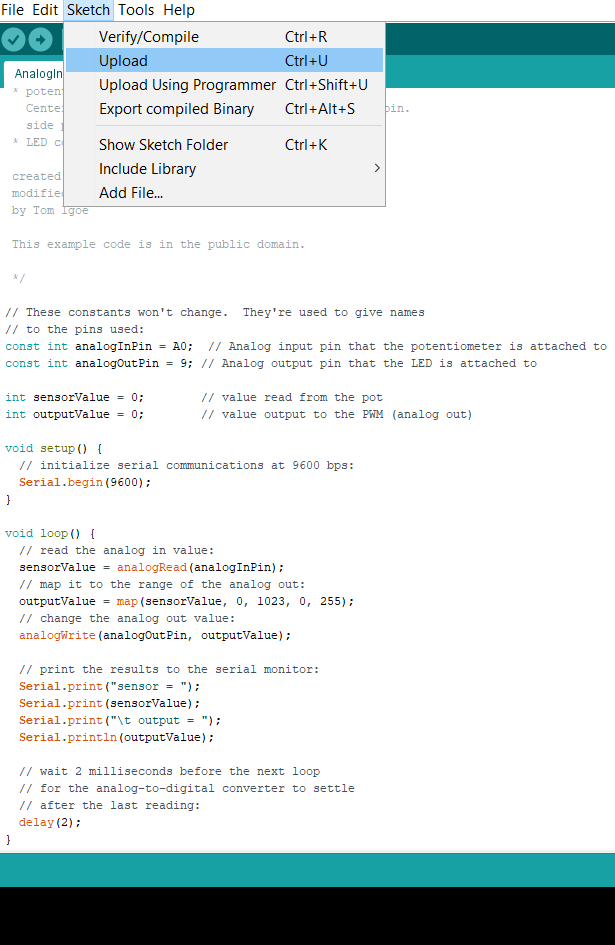 File Edit Sketch Tools Help
Verify/Compile Ctrl+R
Upload Ctrl+U
Upload Using Programmer Ctrl+Shift+U
Export compiled Binary Ctrl+Alt+S
Show Sketch Folder Ctrl+K
Include Library
Add File...
AnalogIn
* poten
Cente in.
side p
* LED co
created
modifie
by Tom Igoe
This example code is in the public domain.
*/
// These constants won't change.  They're used to give names
// to the pins used:
const int analogInPin = A0;  // Analog input pin that the potentiometer is attached to
const int analogOutPin = 9; // Analog output pin that the LED is attached to
int sensorValue = 0;        // value read from the pot
int outputValue = 0;        // value output to the PWM (analog out)
void setup() {
// initialize serial communications at 9600 bps:
Serial.begin(9600);
}
void loop() {
// read the analog in value:
sensorValue = analogRead(analogInPin);
// map it to the range of the analog out:
outputValue = map(sensorValue, 0, 1023, 0, 255);
// change the analog out value:
analogWrite(analogOutPin, outputValue);
// print the results to the serial monitor:
Serial.print("sensor = ");
Serial.print(sensorValue);
Serial.print("\t output = ");
Serial.println(outputValue);
// wait 2 milliseconds before the next loop
// for the analog-to-digital converter to settle
// after the last reading:
delay(2);
}